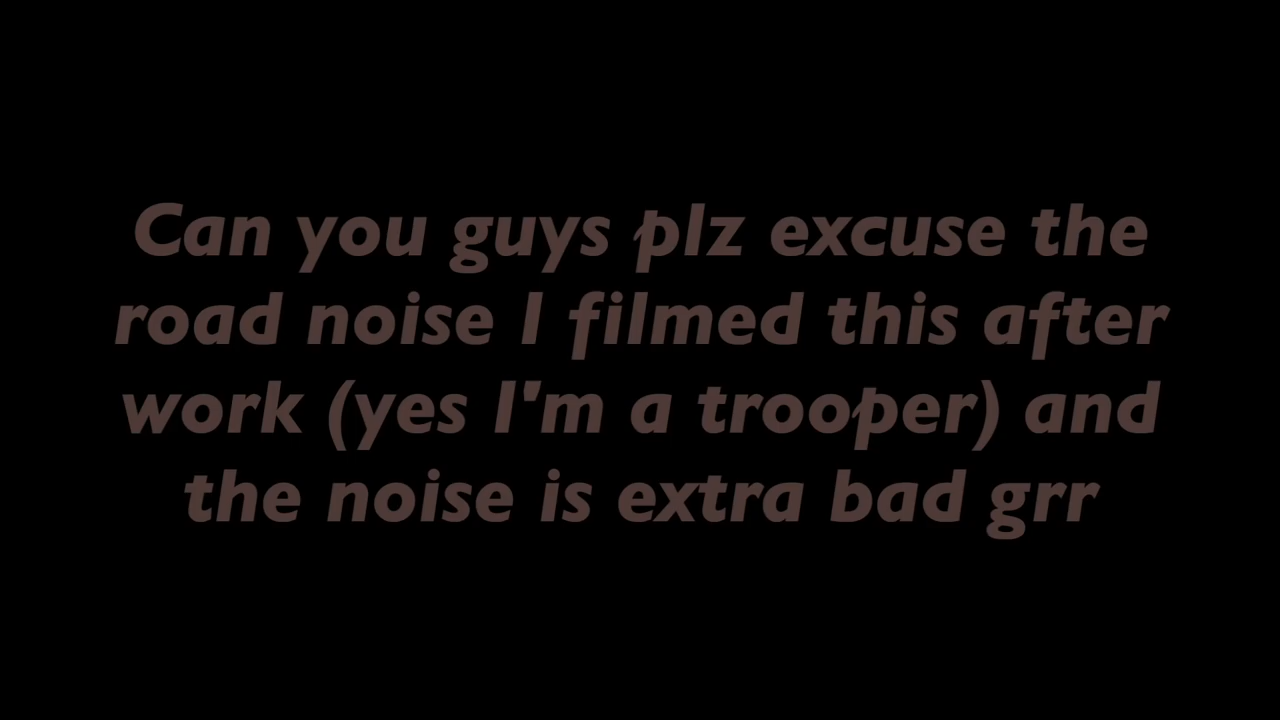 Can you guys plz excuse the
road noise I filmed this after
work (yes I'm a trooper) and
the noise is extra bad grr